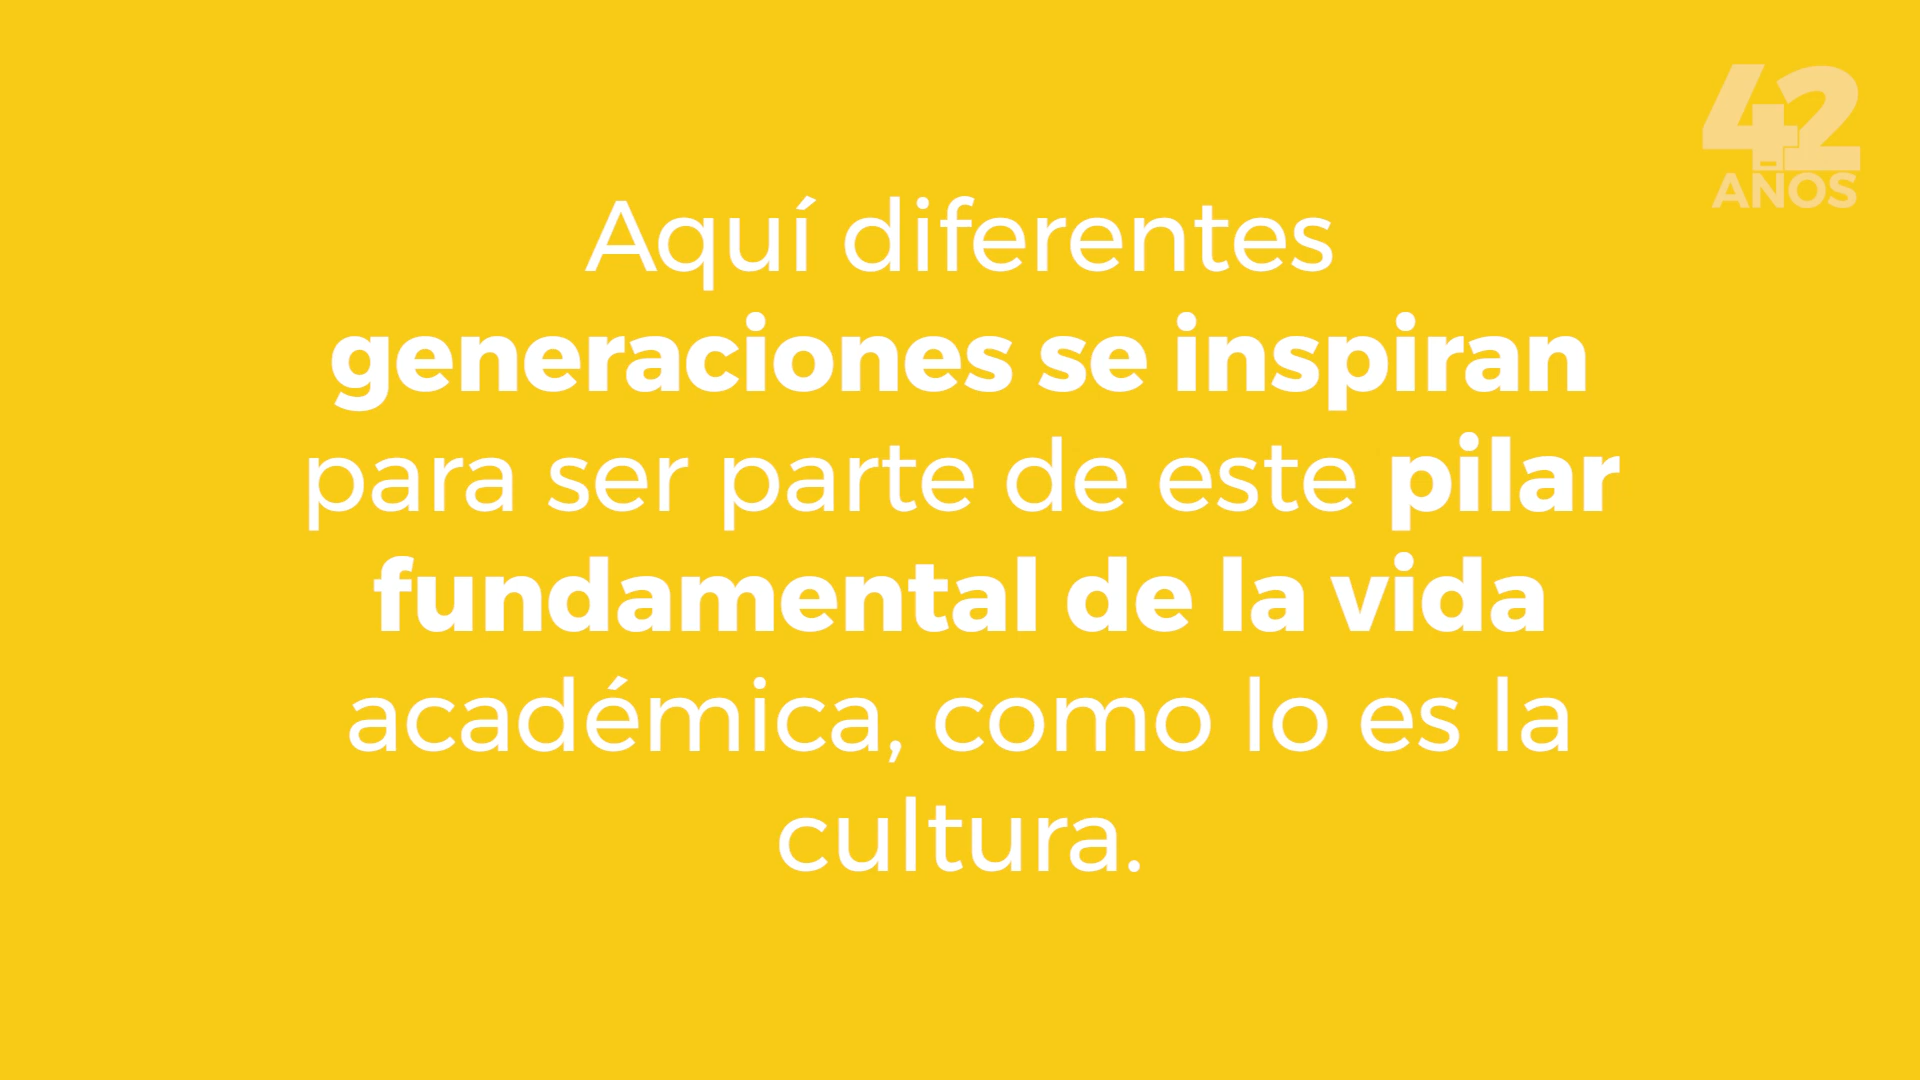 42
AÑOS
Aquí diferentes
generaciones se inspiran
para ser parte de este pilar
fundamental de la vida
académica, como lo es la
cultura.